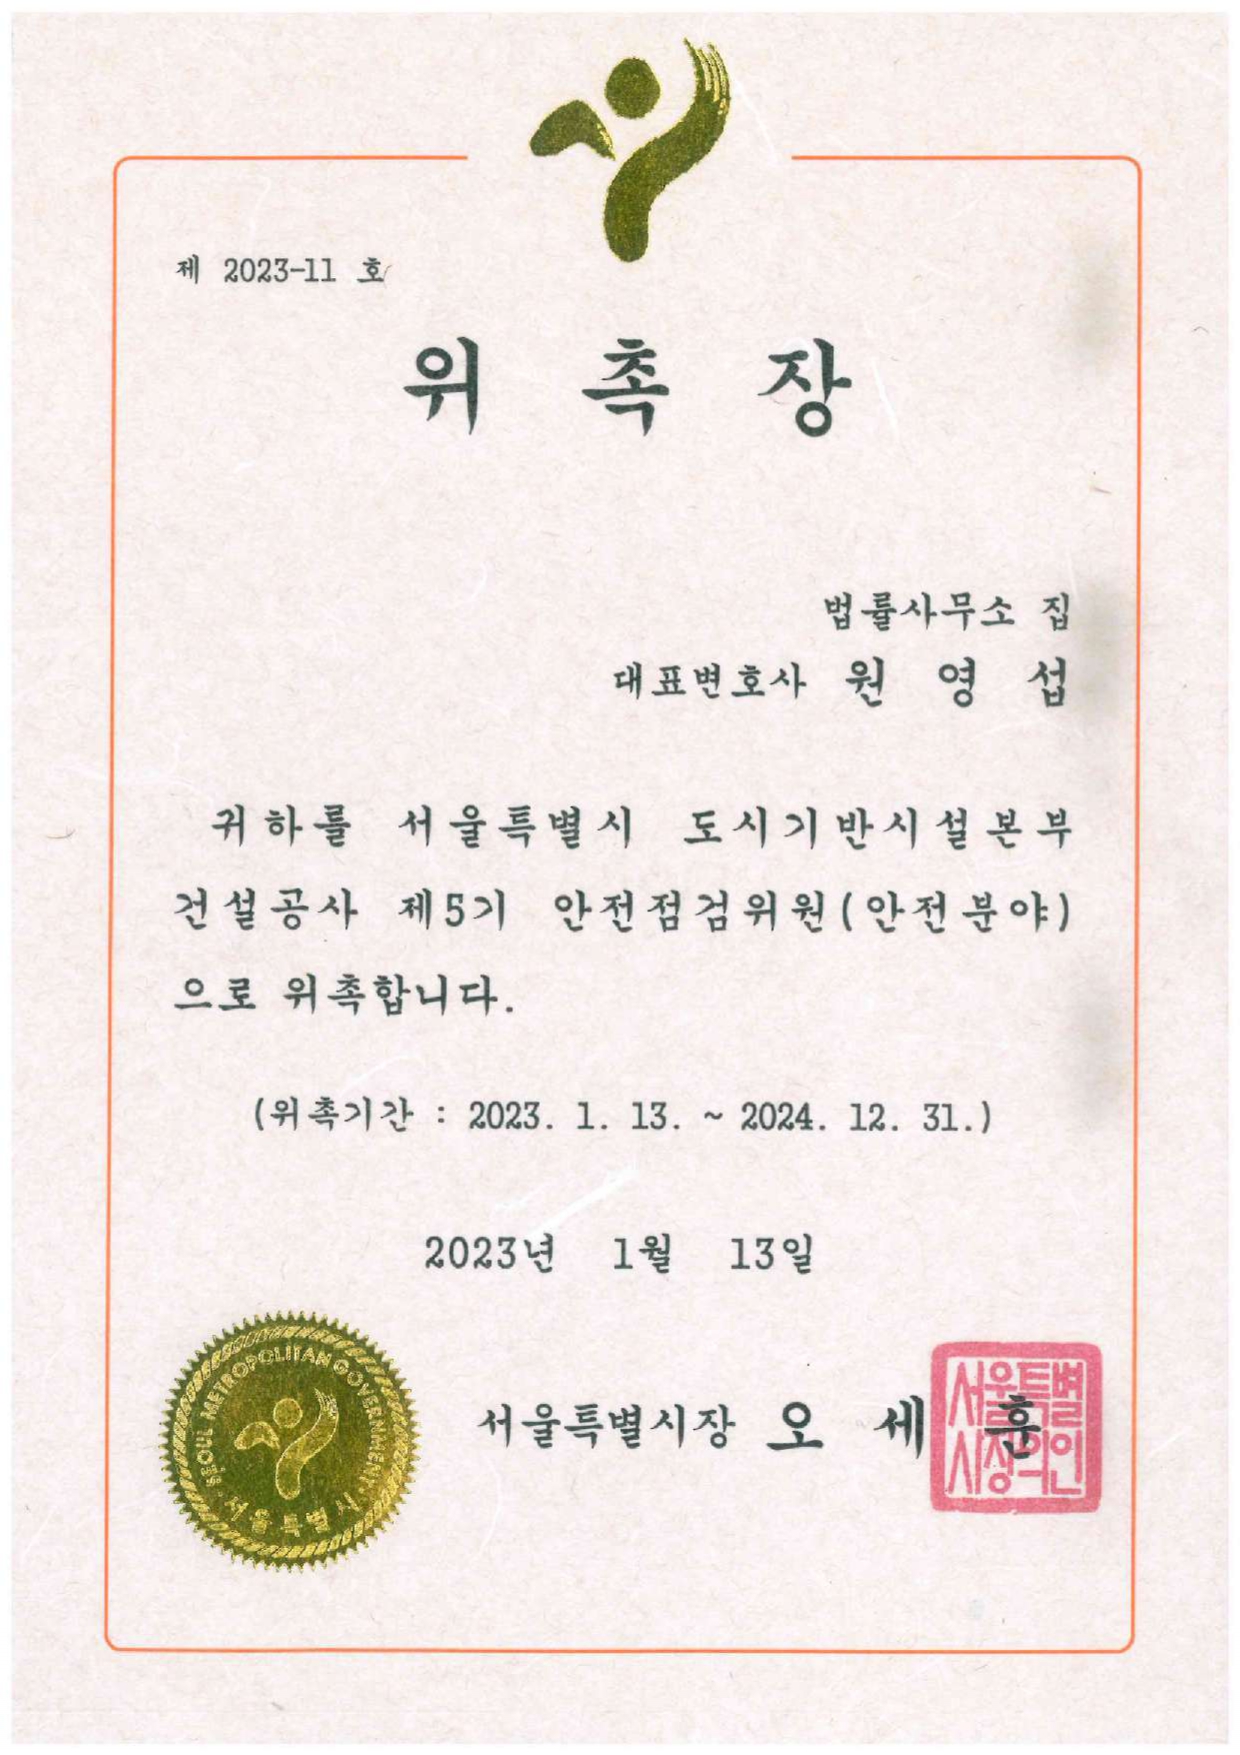 제 2023-11 호
위 촉 장
법률사무소 집
대표변호사 원 영 섭
귀하를 서울특별시 도시기반시설본부
건설공사 제5기 안전점검위원(안전분야)
으로 위촉합니다.
(위촉기간 : 2023. 1. 13. ~ 2024. 12. 31.)
2023년 1월 13일
SEOUL METROPOLITAN GOVERNMENT
서울특별시
서울특별시장 오 세 훈
서울특별
시장의인